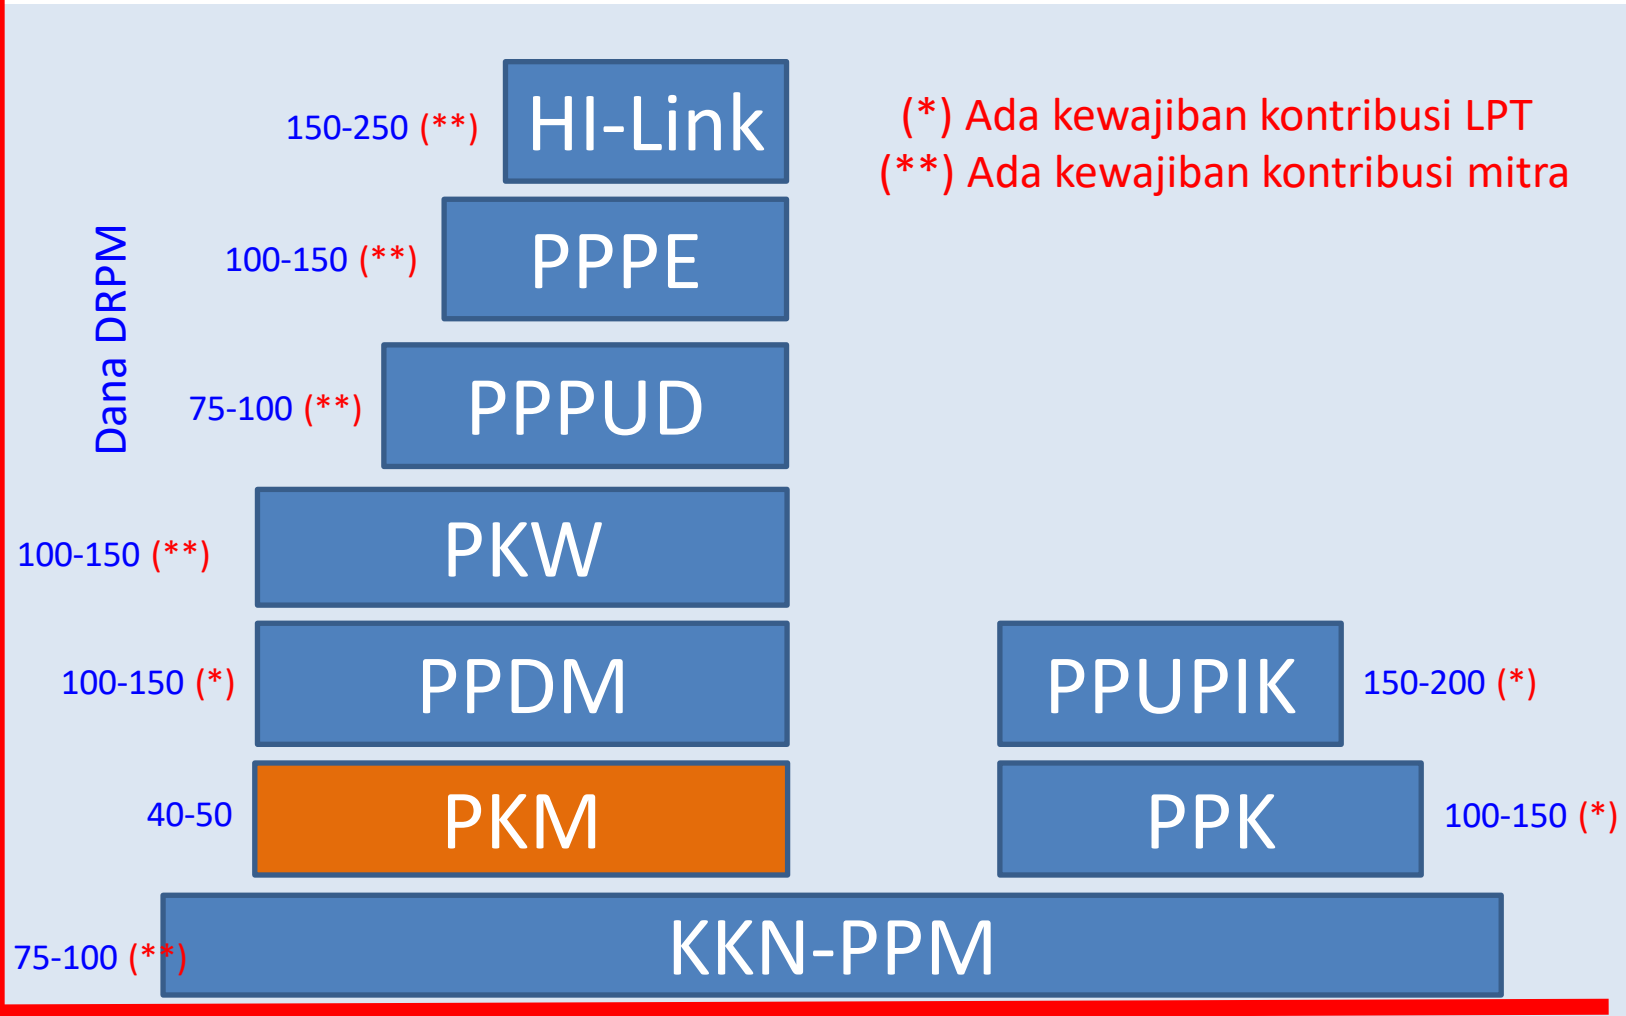 HI-Link
150-250 (**)
(*) Ada kewajiban kontribusi LPT
(**) Ada kewajiban kontribusi mitra
Dana DRPM
100-150 (**)
PPPE
75-100 (**)
PPPUD
100-150 (**)
PKW
100-150 (*)
PPDM
PPUPIK
150-200 (*)
40-50
PKM
PPK
100-150 (*)
75-100 (**)
KKN-PPM